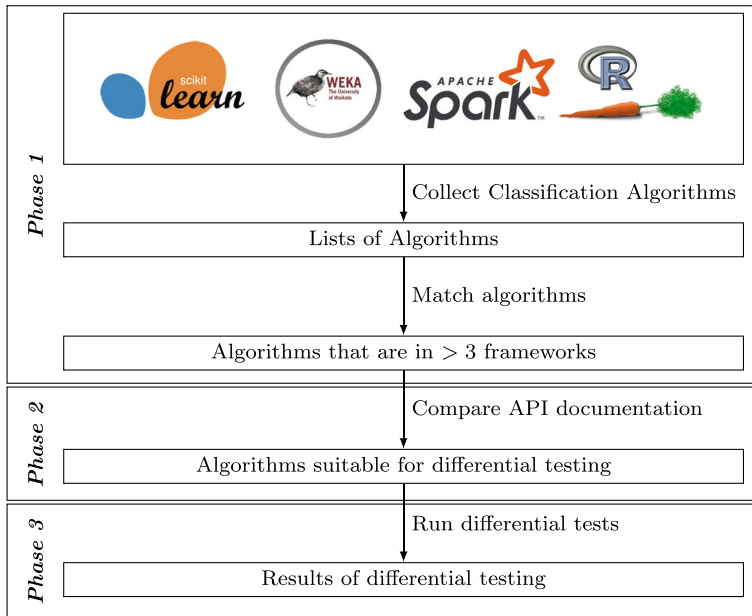 Phase 1
scikit
learn
WEKA
The University
of Waikato
APACHE
Spark™
R
Collect Classification Algorithms
Lists of Algorithms
Match algorithms
Algorithms that are in > 3 frameworks
Phase 2
Compare API documentation
Algorithms suitable for differential testing
Phase 3
Run differential tests
Results of differential testing